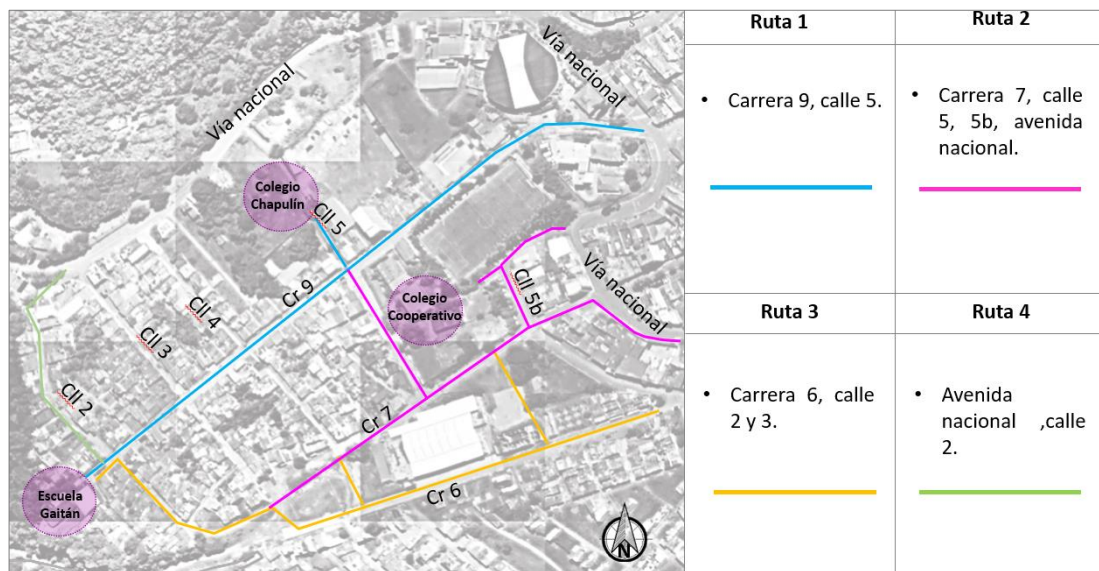 Vía nacional
Vía nacional
Colegio
Chapulín
Cll 5
Cr 9
Colegio
Cooperativo
Cll 5b
Vía nacional
Cll 4
Cll 3
Cll 2
Cr 7
Cr 6
Escuela
Gaitán
N
Ruta 1
• Carrera 9, calle 5.
Ruta 2
• Carrera 7, calle
5, 5b, avenida
nacional.
Ruta 3
• Carrera 6, calle
2 y 3.
Ruta 4
• Avenida
nacional ,calle
2.